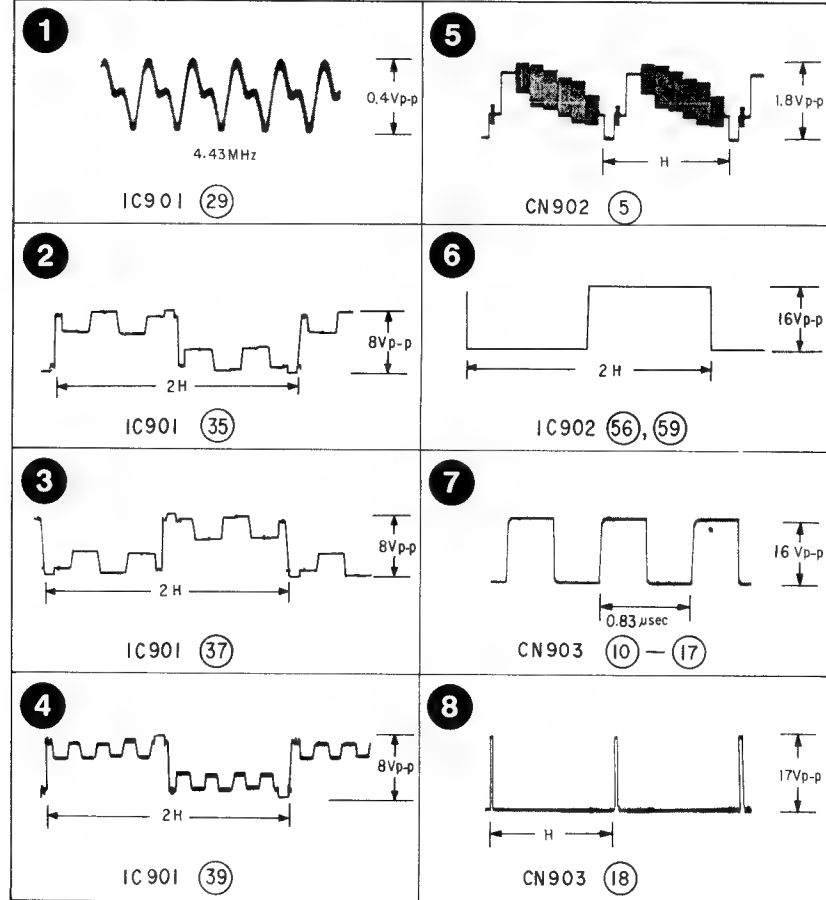 1
0.4Vp-p
4.43MHz
IC901 29
2
8Vp-p
2H
IC901 35
3
8Vp-p
2H
IC901 37
4
8Vp-p
2H
IC901 39
5
1.8Vp-p
H
CN902 5
6
16Vp-p
2H
IC902 56, 59
7
16Vp-p
0.83μsec
CN903 10 — 17
8
17Vp-p
H
CN903 18